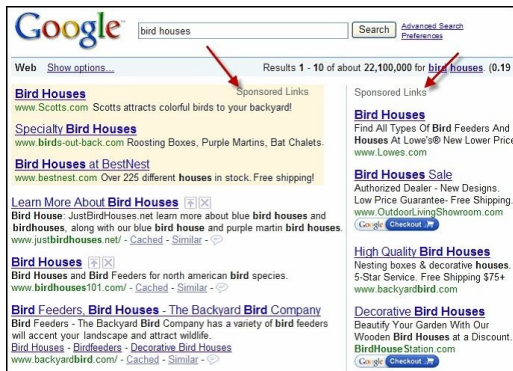 Google
bird houses
Search
Advanced Search
Preferences
Web Show options...
Results 1 - 10 of about 22,100,000 for bird houses. (0.19
Bird Houses
Sponsored Links
www.Scotts.com Scotts attracts colorful birds to your backyard!
Specialty Bird Houses
www.birds-out-back.com Roosting Boxes, Purple Martins, Bat Chalets.
Bird Houses at BestNest
www.bestnest.com Over 225 different houses in stock. Free shipping!
Learn More About Bird Houses
Bird House: JustBirdHouses.net learn more about blue bird houses and
birdhouses, along with our blue bird house and purple martin bird houses.
www.justbirdhouses.net/ - Cached - Similar -
Bird Houses
Bird Houses and Bird Feeders for north american bird species.
www.birdhouses101.com/ - Cached - Similar -
Bird Feeders, Bird Houses - The Backyard Bird Company
Bird Feeders - The Backyard Bird Company has a variety of bird feeders
will accent your landscape and attract wildlife.
Bird Houses - Birdfeeders - Decorative Bird Houses
www.backyardbird.com/ - Cached - Similar -
Sponsored Links
Bird Houses
Find All Types Of Bird Feeders And
Houses At Lowe's® New Lower Price
www.Lowes.com
Bird Houses Sale
Authorized Dealer - New Designs.
Low Price Guarantee- Free Shipping.
www.OutdoorLivingShowroom.com
Google Checkout
High Quality Bird Houses
Nesting boxes & decorative houses.
5-Star Service. Free Shipping $75+
www.backyardbird.com
Decorative Bird Houses
Beautify Your Garden With Our
Wooden Bird Houses at a Discount.
BirdHouseStation.com
Google Checkout